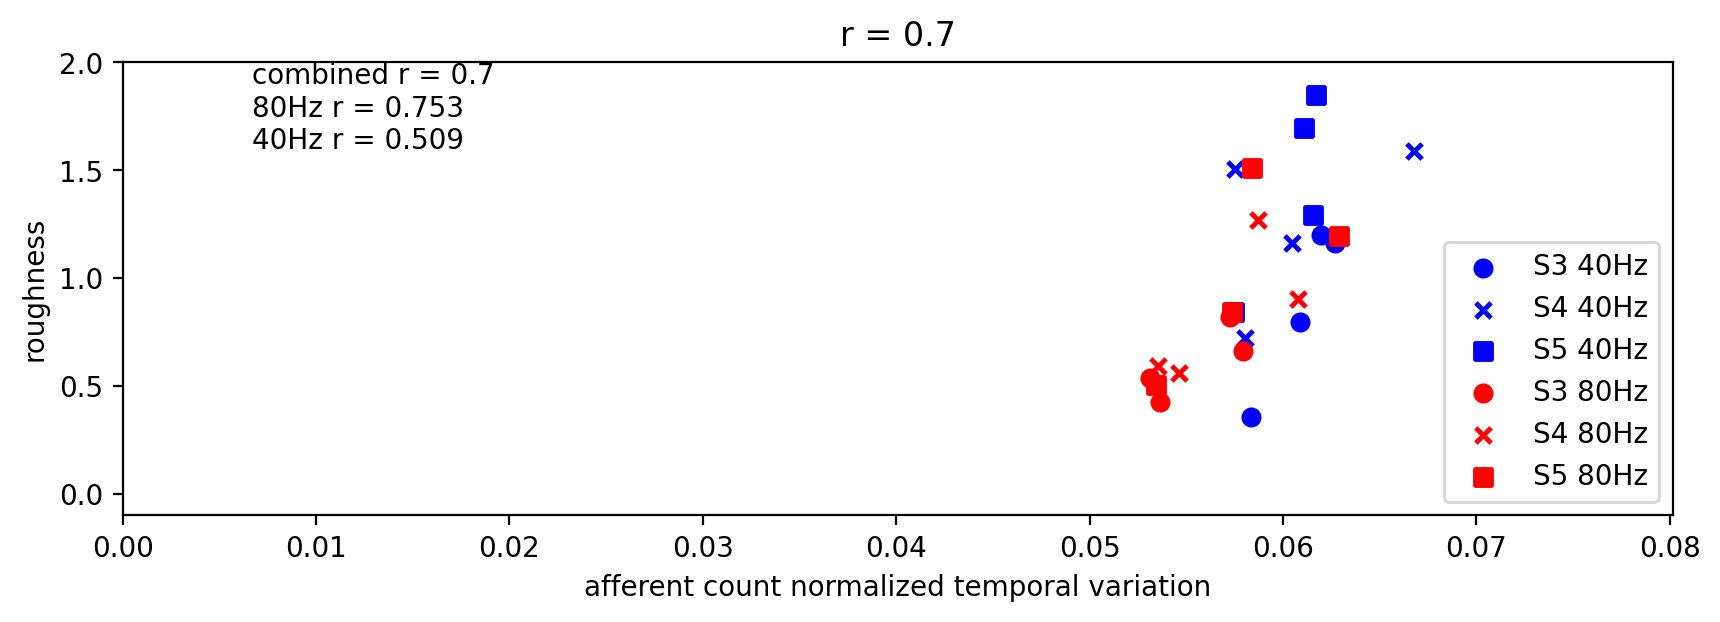 r = 0.7
combined r = 0.7
80Hz r = 0.753
40Hz r = 0.509
2.0
1.5
1.0
0.5
0.0
roughness
S3 40Hz
S4 40Hz
S5 40Hz
S3 80Hz
S4 80Hz
S5 80Hz
0.00 0.01 0.02 0.03 0.04 0.05 0.06 0.07 0.08
afferent count normalized temporal variation